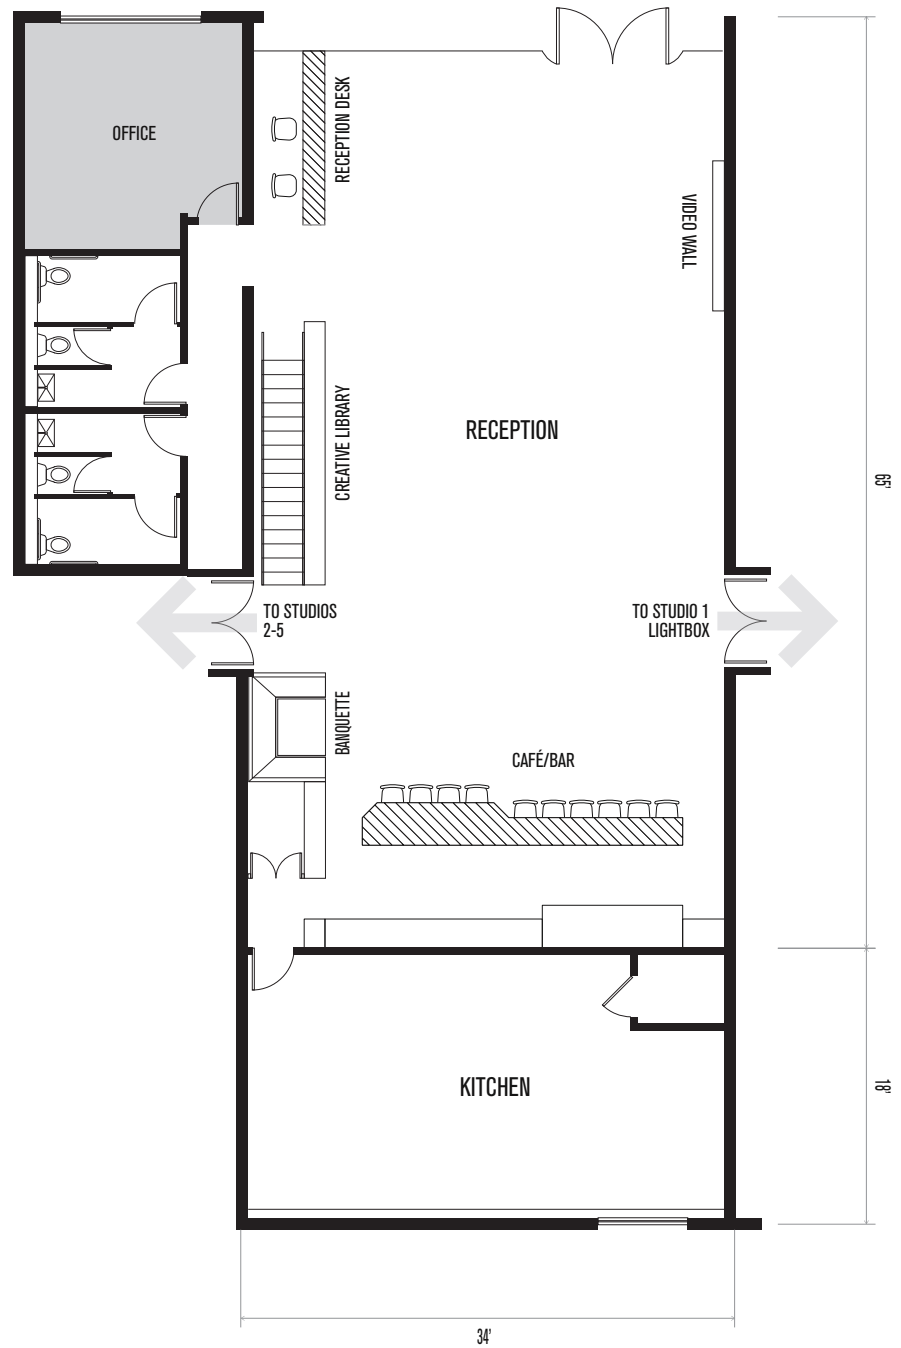 OFFICE
RECEPTION DESK
VIDEO WALL
CREATIVE LIBRARY
RECEPTION
65'
TO STUDIOS
2-5
TO STUDIO 1
LIGHTBOX
BANQUETTE
CAFÉ/BAR
KITCHEN
18'
34'